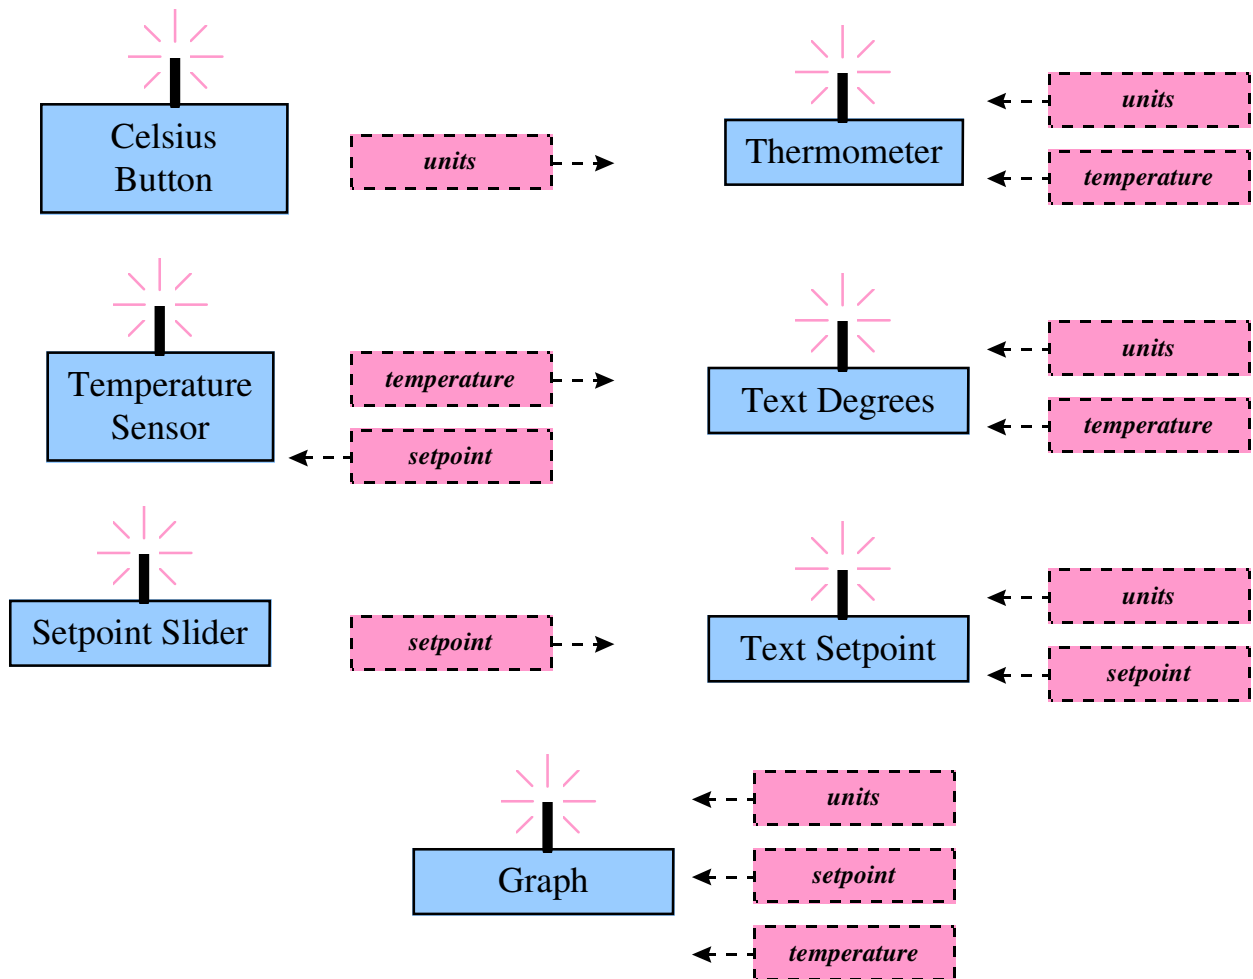 Celsius
Button
units
Thermometer
units
temperature
Temperature
Sensor
temperature
setpoint
Text Degrees
units
temperature
Setpoint Slider
setpoint
Text Setpoint
units
setpoint
Graph
units
setpoint
temperature